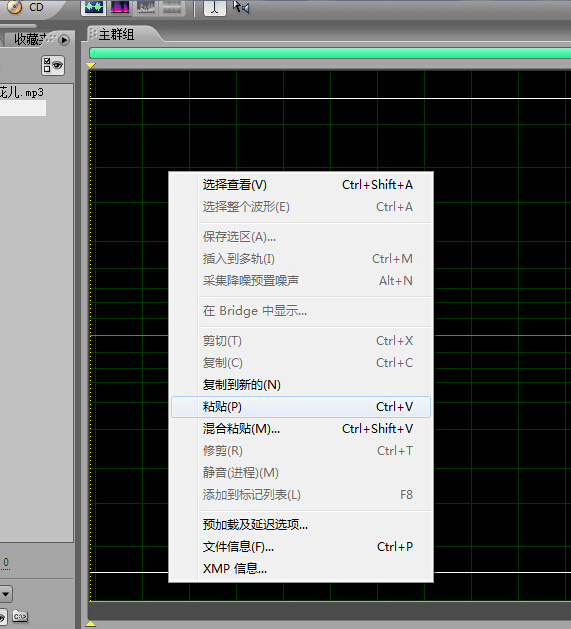 CD
收藏夹
主群组
花儿.mp3
选择查看(V) Ctrl+Shift+A
选择整个波形(E) Ctrl+A
保存选区(A)...
插入到多轨(I) Ctrl+M
采集降噪预置噪声 Alt+N
在 Bridge 中显示...
剪切(T) Ctrl+X
复制(C) Ctrl+C
复制到新的(N)
粘贴(P) Ctrl+V
混合粘贴(M)... Ctrl+Shift+V
修剪(R) Ctrl+T
静音(进程)(M)
添加到标记列表(L) F8
预加载及延迟选项...
文件信息(F)... Ctrl+P
XMP 信息...
0